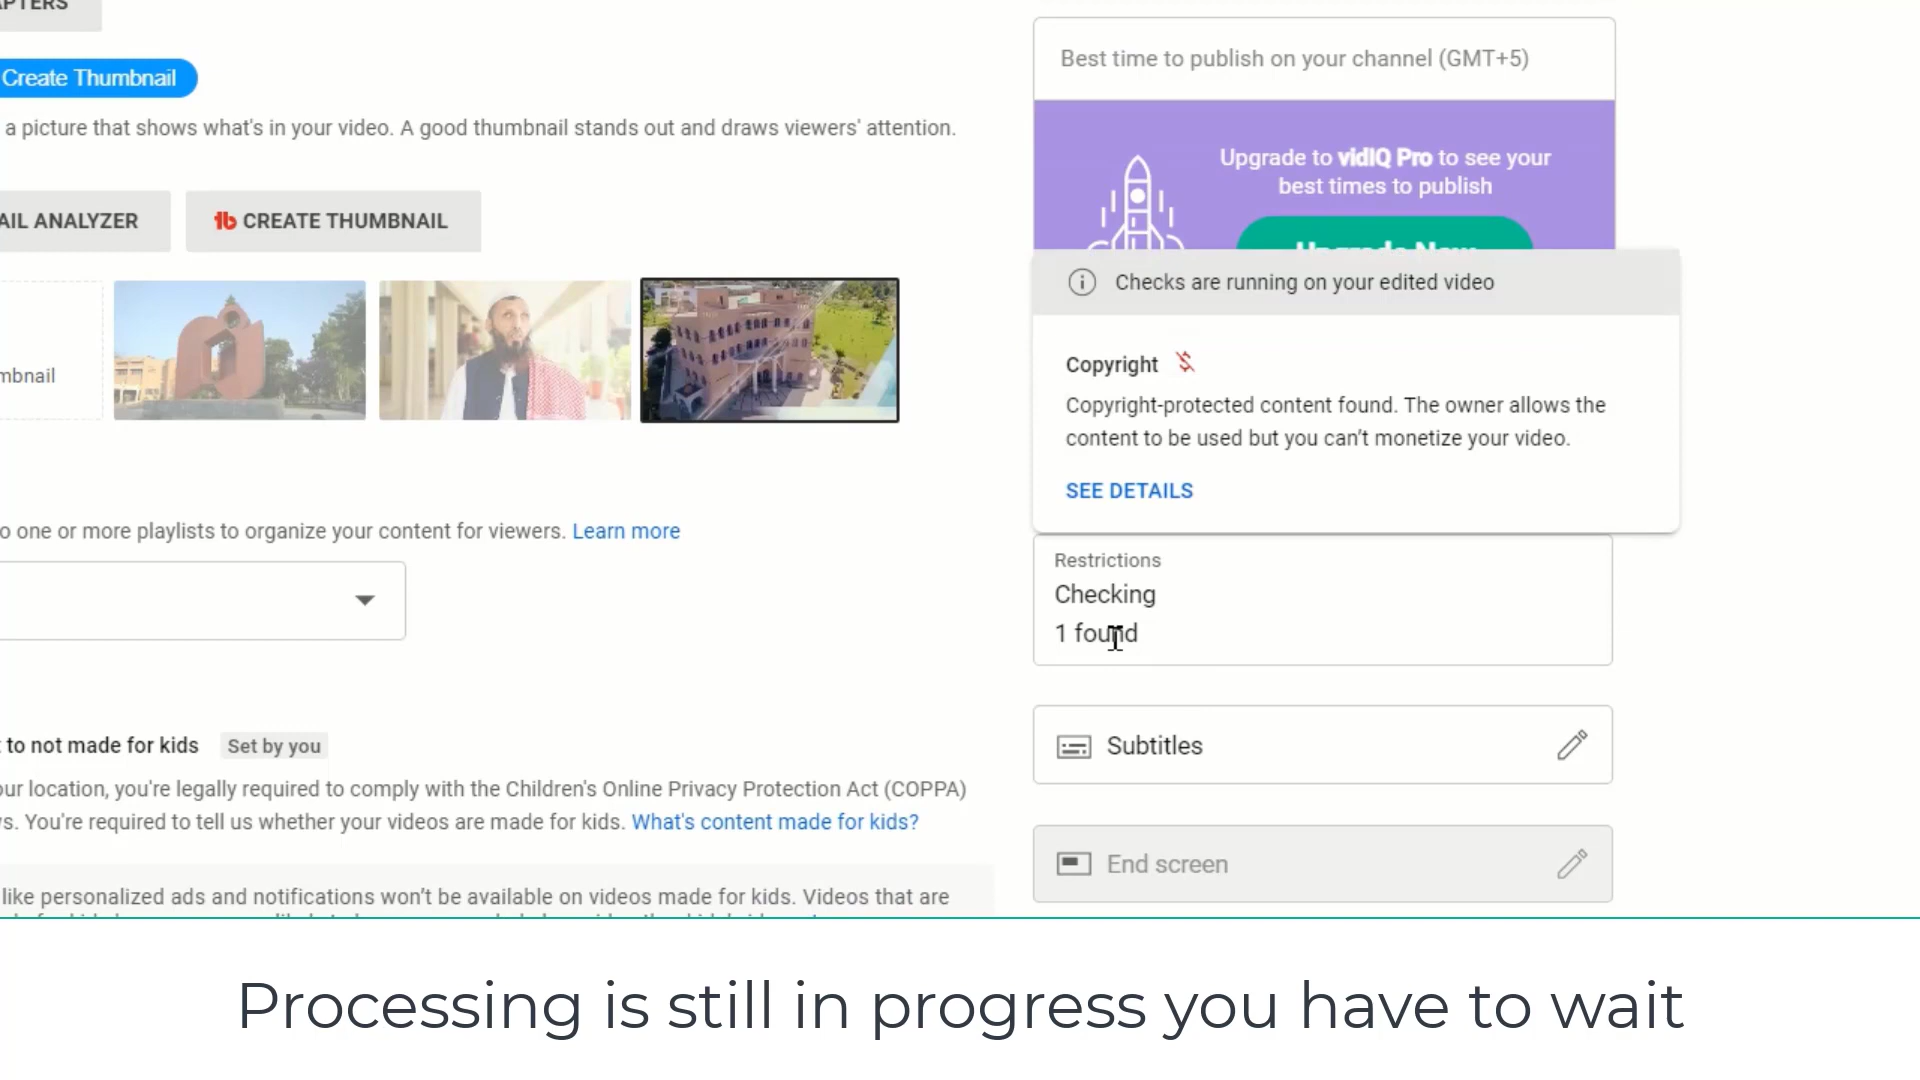 Create Thumbnail
a picture that shows what's in your video. A good thumbnail stands out and draws viewers' attention.
AIL ANALYZER
CREATE THUMBNAIL
mbnail
o one or more playlists to organize your content for viewers. Learn more
to not made for kids Set by you
our location, you're legally required to comply with the Children's Online Privacy Protection Act (COPPA)
s. You're required to tell us whether your videos are made for kids. What's content made for kids?
like personalized ads and notifications won't be available on videos made for kids. Videos that are
Best time to publish on your channel (GMT+5)
Upgrade to vidIQ Pro to see your
best times to publish
Upgrade Now
Checks are running on your edited video
Copyright
Copyright-protected content found. The owner allows the
content to be used but you can't monetize your video.
SEE DETAILS
Restrictions
Checking
1 found
Subtitles
End screen
Processing is still in progress you have to wait